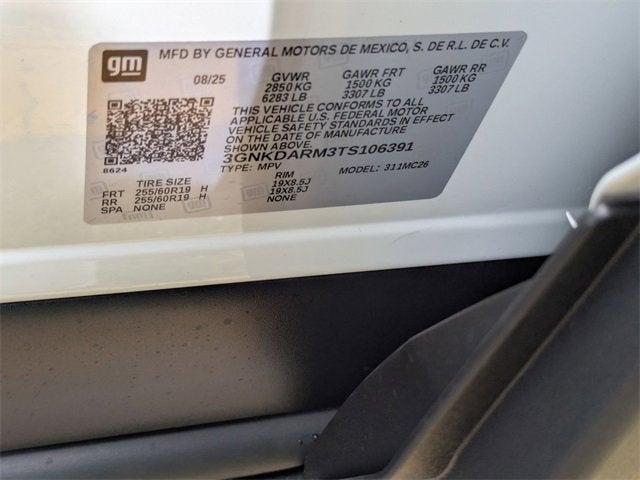 gm
MFD BY GENERAL MOTORS DE MEXICO, S. DE R.L. DE C.V.
08/25 GVWR GAWR FRT GAWR RR
2850 KG 1500 KG 1500 KG
6283 LB 3307 LB 3307 LB
THIS VEHICLE CONFORMS TO ALL
APPLICABLE U.S. FEDERAL MOTOR
VEHICLE SAFETY STANDARDS IN EFFECT
ON THE DATE OF MANUFACTURE
SHOWN ABOVE.
3GNKDARM3TS106391
8624 TYPE: MPV MODEL: 311MC26
TIRE SIZE RIM
FRT 255/60R19 H 19X8.5J
RR 255/60R19 H 19X8.5J
SPA NONE NONE